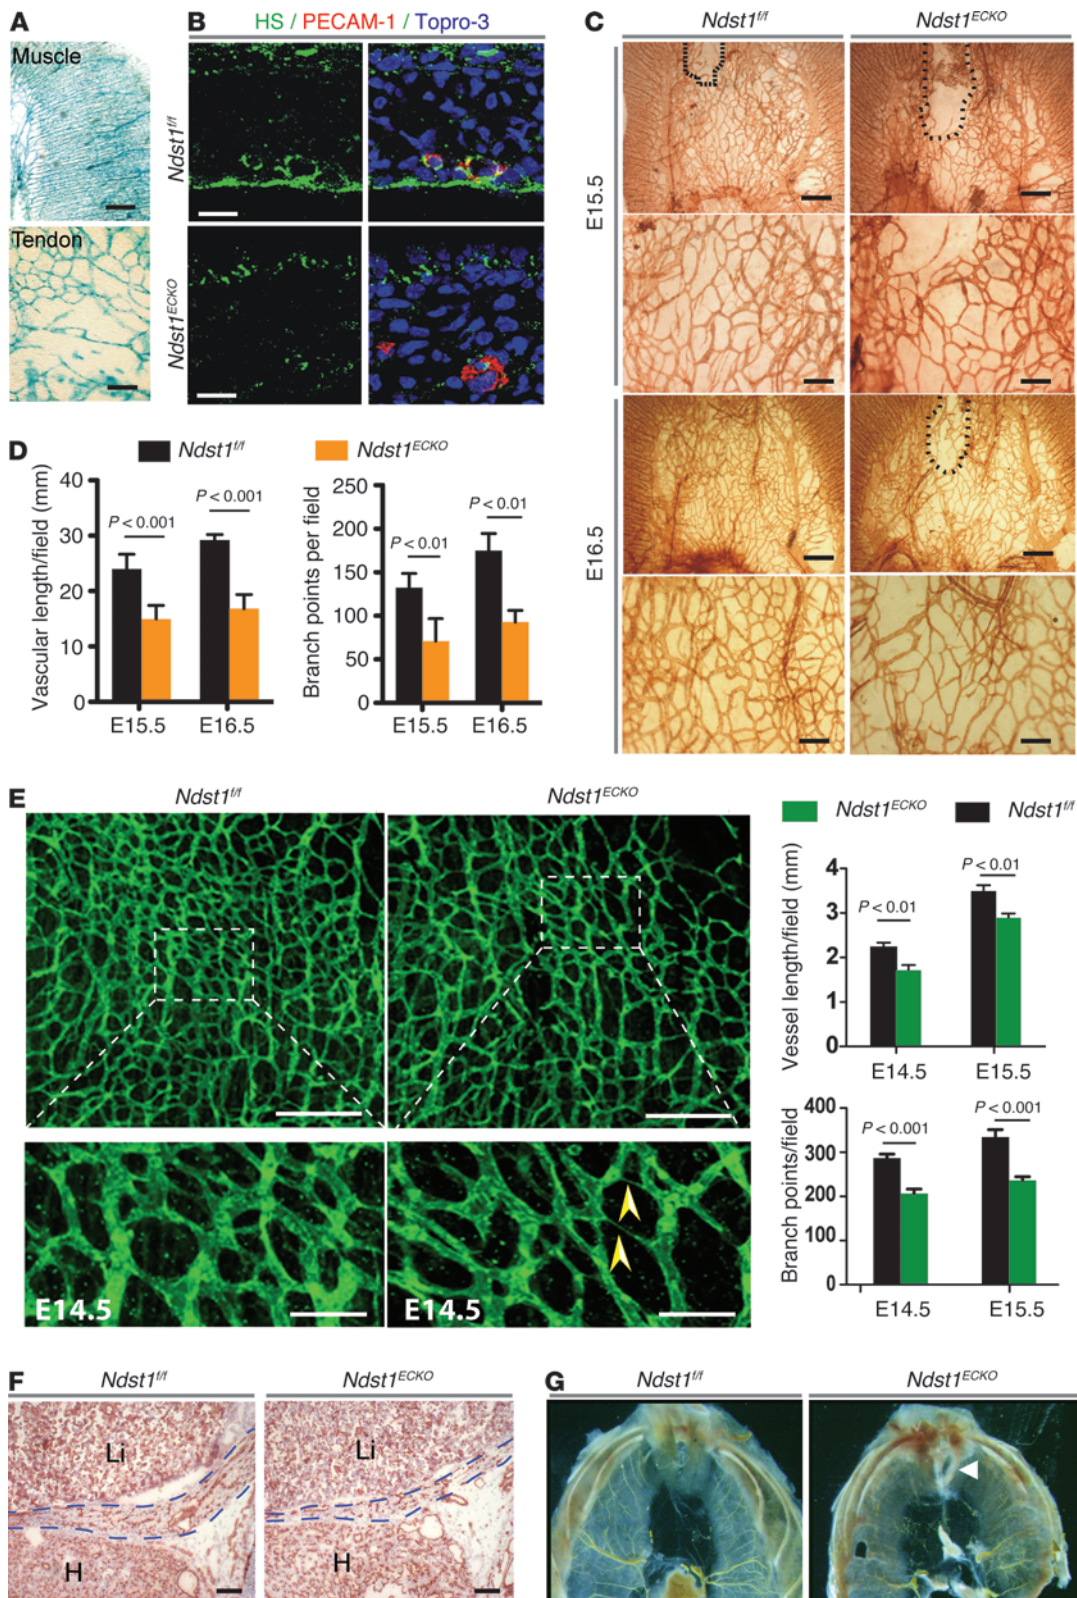 A
Muscle
Tendon
B
HS / PECAM-1 / Topro-3
Ndst1f/f
Ndst1ECKO
C
Ndst1f/f
Ndst1ECKO
E15.5
E16.5
D
Ndst1f/f
Ndst1ECKO
Vascular length/field (mm)
40
30
20
10
0
P < 0.001
P < 0.001
E15.5
E16.5
Branch points per field
250
200
150
100
50
0
P < 0.01
P < 0.01
E15.5
E16.5
E
Ndst1f/f
Ndst1ECKO
E14.5
E14.5
Ndst1ECKO
Ndst1f/f
Vessel length/field (mm)
4
3
2
1
0
P < 0.01
P < 0.01
E14.5
E15.5
Branch points/field
400
300
200
100
0
P < 0.001
P < 0.001
E14.5
E15.5
F
Ndst1f/f
Ndst1ECKO
Li
H
Li
H
G
Ndst1f/f
Ndst1ECKO